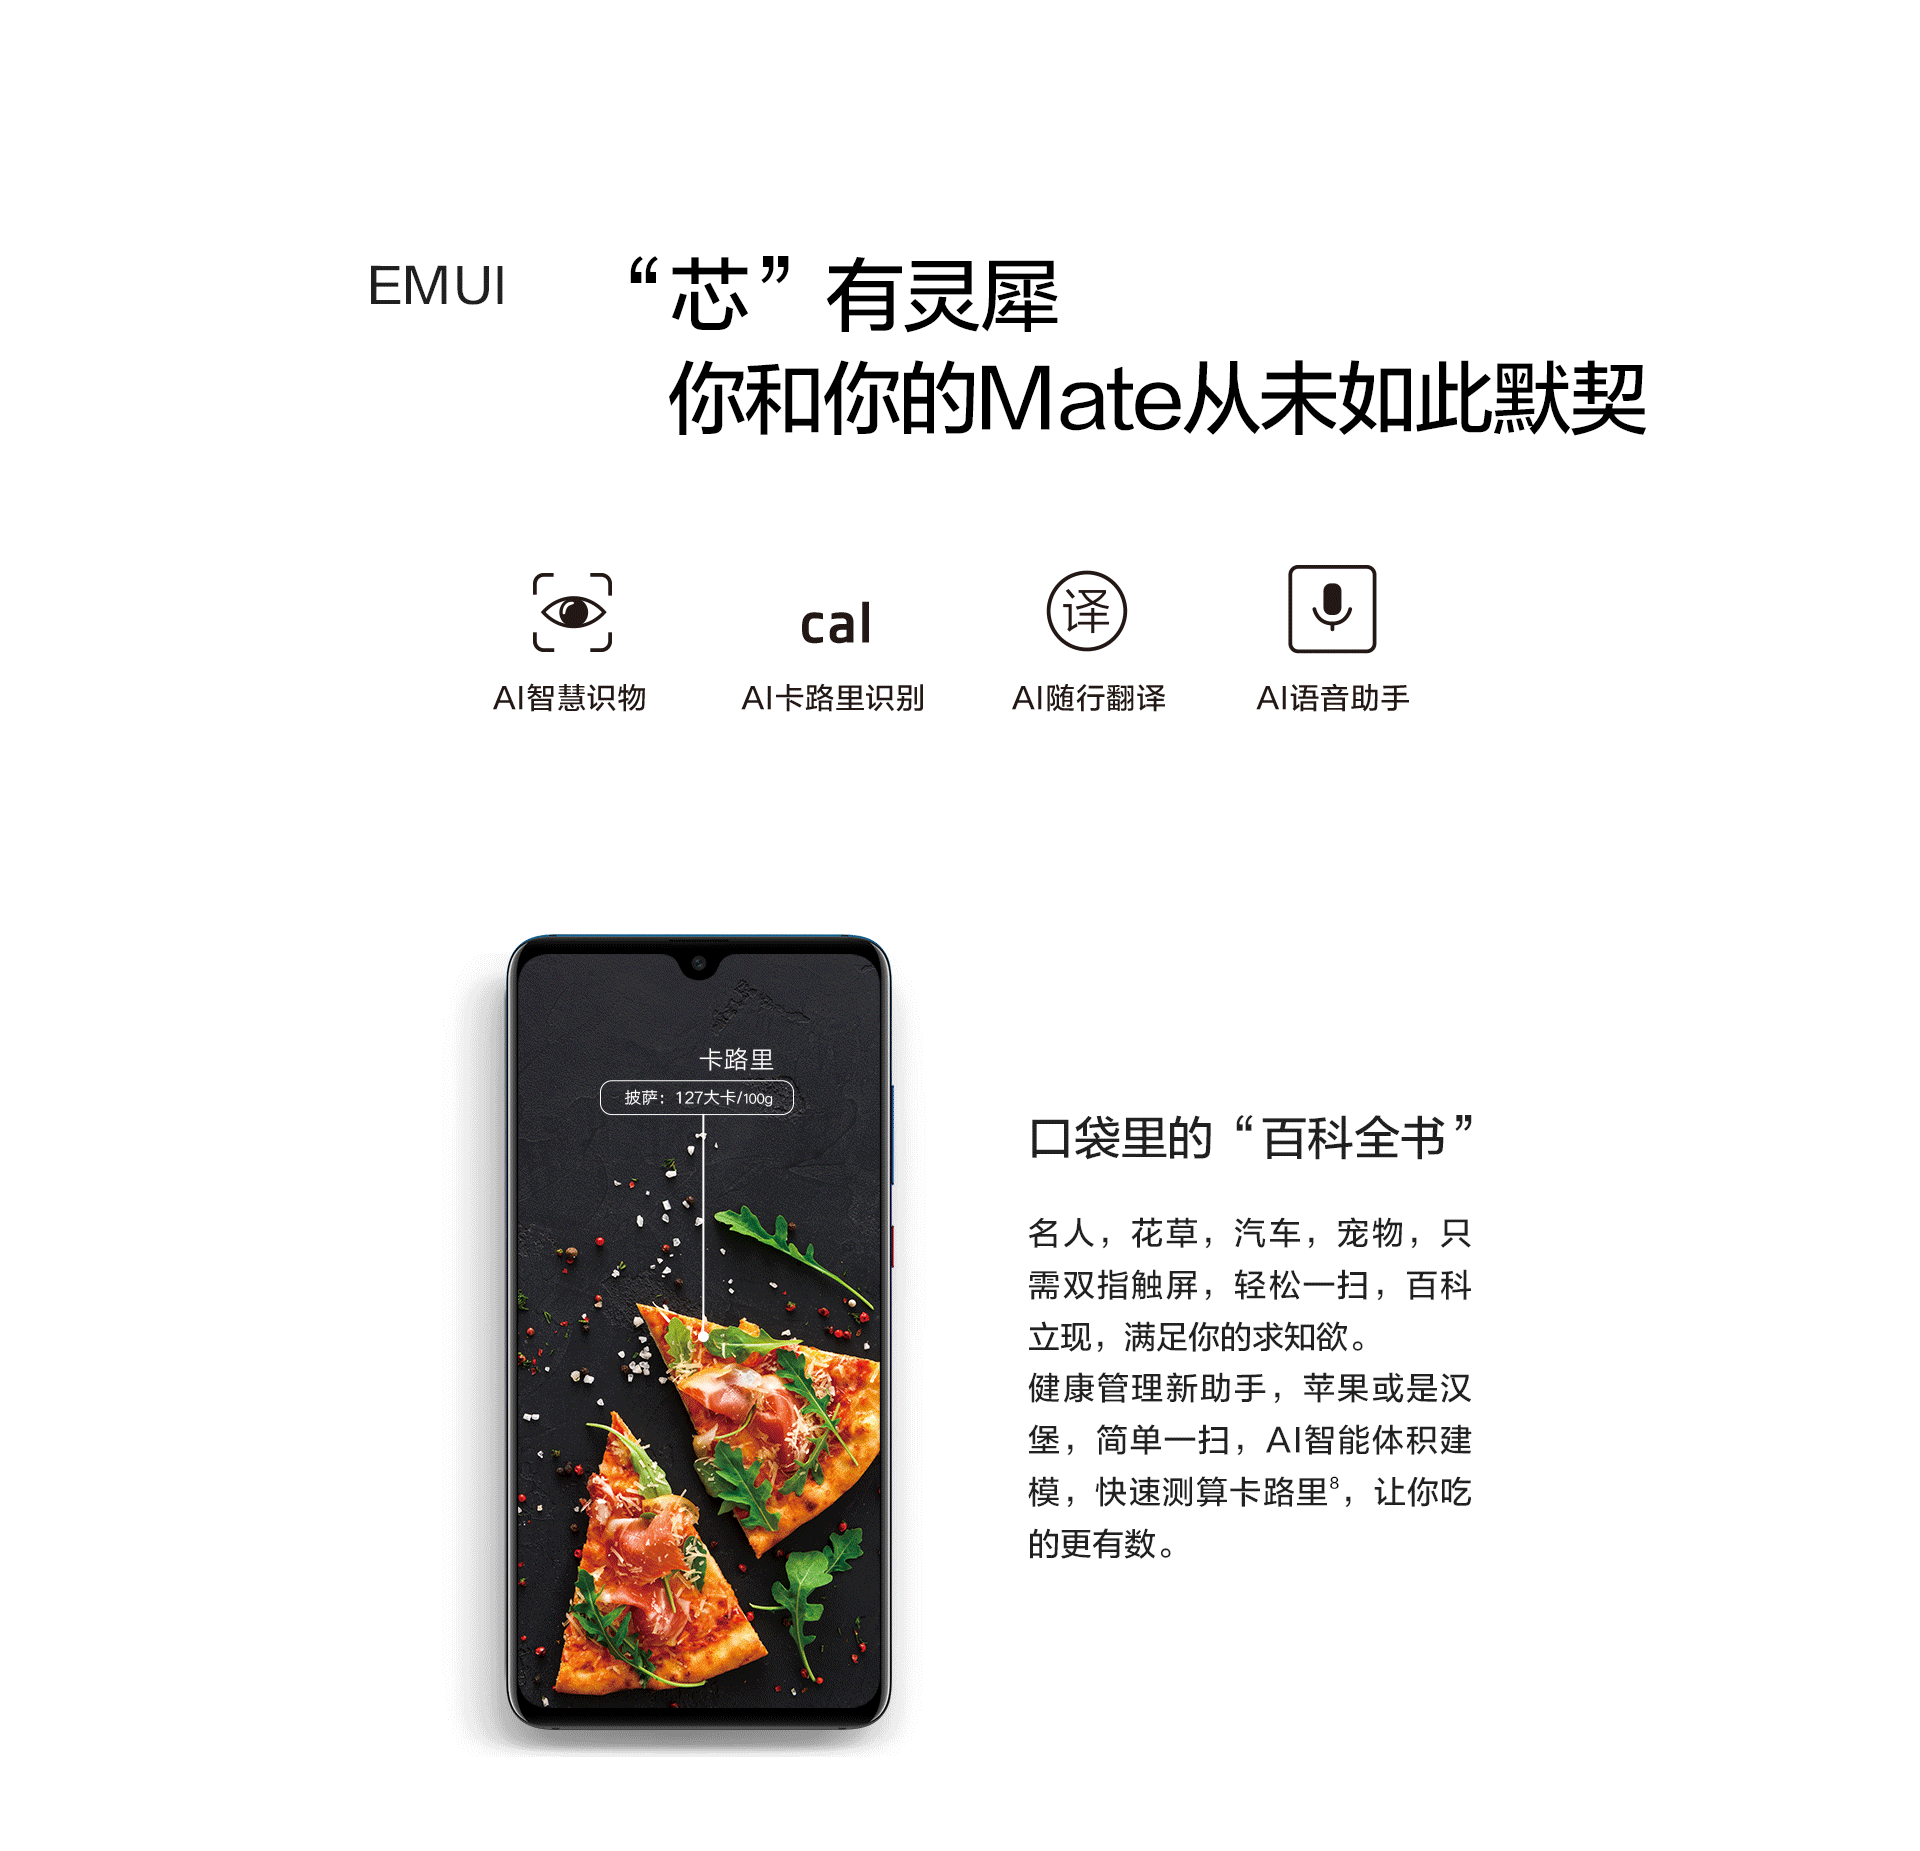 EMUI
“芯”有灵犀
你和你的Mate从未如此默契
cal
译
AI智慧识物
AI卡路里识别
AI随行翻译
AI语音助手
卡路里
披萨：127大卡/100g
口袋里的“百科全书”
名人，花草，汽车，宠物，只
需双指触屏，轻松一扫，百科
立现，满足你的求知欲。
健康管理新助手，苹果或是汉
堡，简单一扫，AI智能体积建
模，快速测算卡路里⁸，让你吃
的更有数。